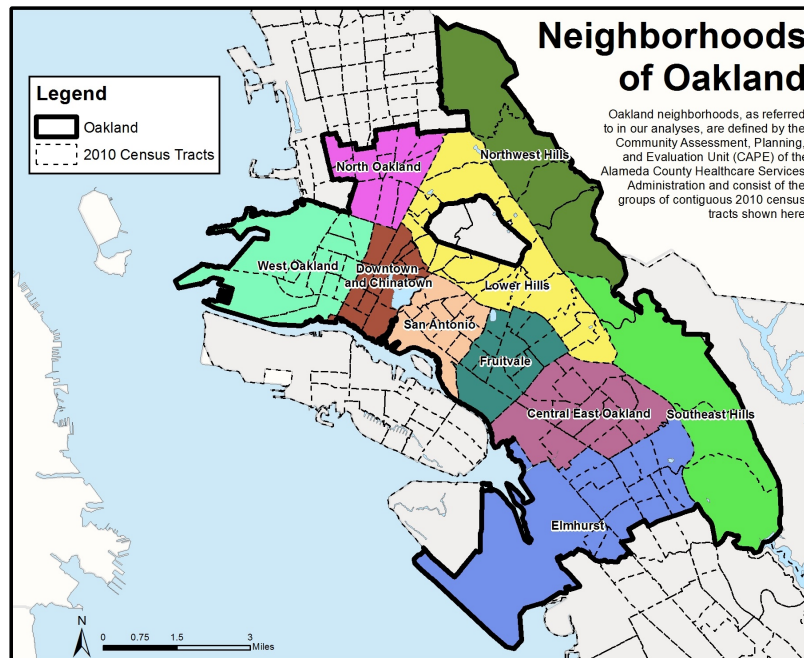 Neighborhoods
of Oakland
Oakland neighborhoods, as referred
to in our analyses, are defined by the
Community Assessment, Planning,
and Evaluation Unit (CAPE) of the
Alameda County Healthcare Services
Administration and consist of the
groups of contiguous 2010 census
tracts shown here
Legend
Oakland
2010 Census Tracts
Northwest Hills
North Oakland
West Oakland
Downtown
and Chinatown
Lower Hills
San Antonio
Fruitvale
Central East Oakland
Southeast Hills
Elmhurst
N
0 0.75 1.5 3
Miles